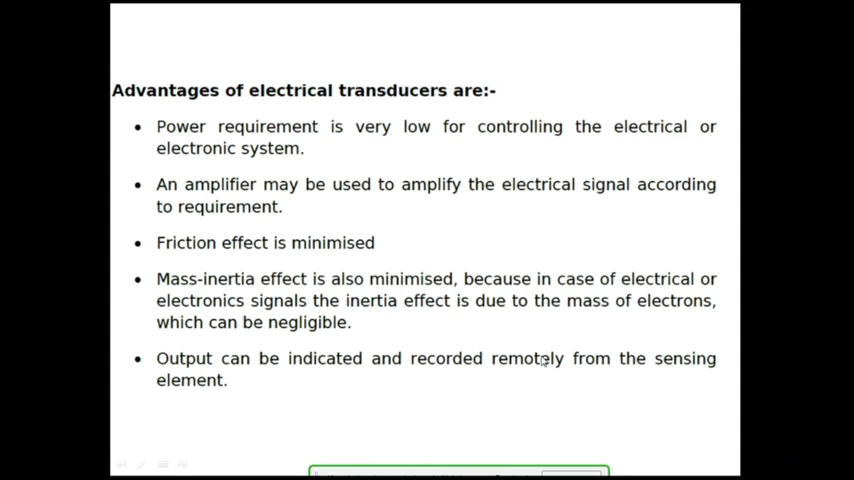 Advantages of electrical transducers are:-
• Power requirement is very low for controlling the electrical or
electronic system.
• An amplifier may be used to amplify the electrical signal according
to requirement.
• Friction effect is minimised
• Mass-inertia effect is also minimised, because in case of electrical or
electronics signals the inertia effect is due to the mass of electrons,
which can be negligible.
• Output can be indicated and recorded remotely from the sensing
element.